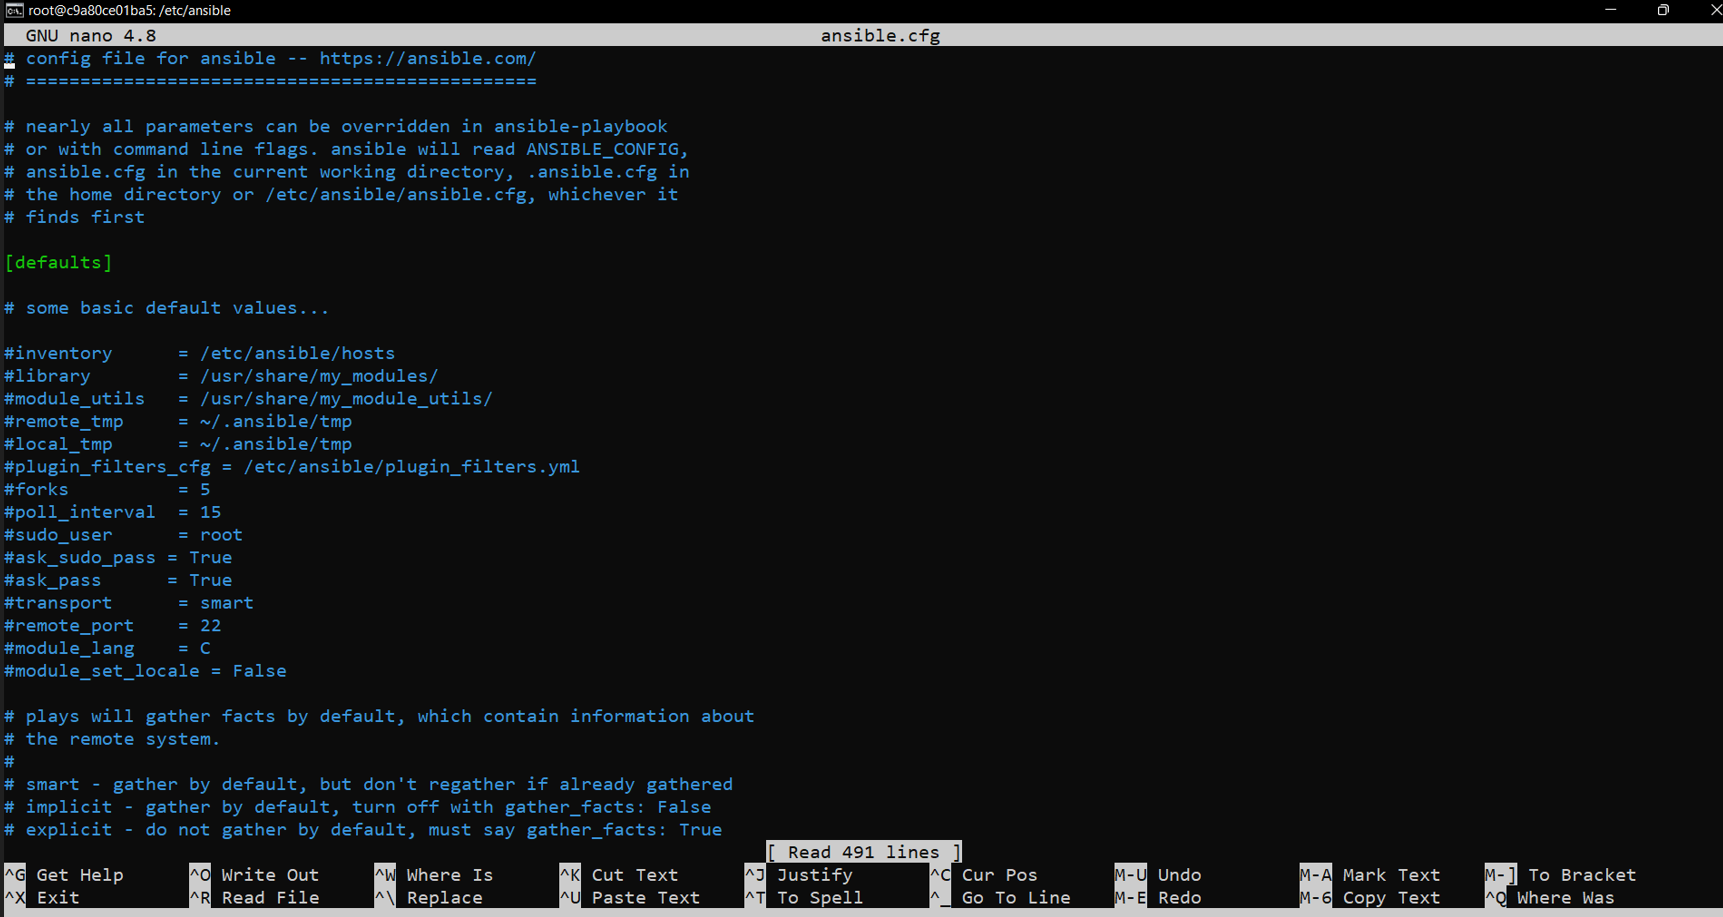 root@c9a80ce01ba5: /etc/ansible
GNU nano 4.8 ansible.cfg
# config file for ansible -- https://ansible.com/
# ===============================================
# nearly all parameters can be overridden in ansible-playbook
# or with command line flags. ansible will read ANSIBLE_CONFIG,
# ansible.cfg in the current working directory, .ansible.cfg in
# the home directory or /etc/ansible/ansible.cfg, whichever it
# finds first
[defaults]
# some basic default values...
#inventory      = /etc/ansible/hosts
#library        = /usr/share/my_modules/
#module_utils   = /usr/share/my_module_utils/
#remote_tmp     = ~/.ansible/tmp
#local_tmp      = ~/.ansible/tmp
#plugin_filters_cfg = /etc/ansible/plugin_filters.yml
#forks          = 5
#poll_interval  = 15
#sudo_user      = root
#ask_sudo_pass = True
#ask_pass      = True
#transport      = smart
#remote_port    = 22
#module_lang    = C
#module_set_locale = False
# plays will gather facts by default, which contain information about
# the remote system.
#
# smart - gather by default, but don't regather if already gathered
# implicit - gather by default, turn off with gather_facts: False
# explicit - do not gather by default, must say gather_facts: True
[ Read 491 lines ]
^G Get Help ^O Write Out ^W Where Is ^K Cut Text ^J Justify ^C Cur Pos M-U Undo M-A Mark Text M-] To Bracket
^X Exit ^R Read File ^\ Replace ^U Paste Text ^T To Spell ^_ Go To Line M-E Redo M-6 Copy Text ^Q Where Was